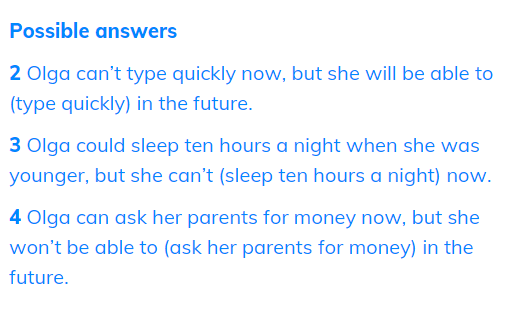 Possible answers
2 Olga can’t type quickly now, but she will be able to
(type quickly) in the future.
3 Olga could sleep ten hours a night when she was
younger, but she can’t (sleep ten hours a night) now.
4 Olga can ask her parents for money now, but she
won’t be able to (ask her parents for money) in the
future.